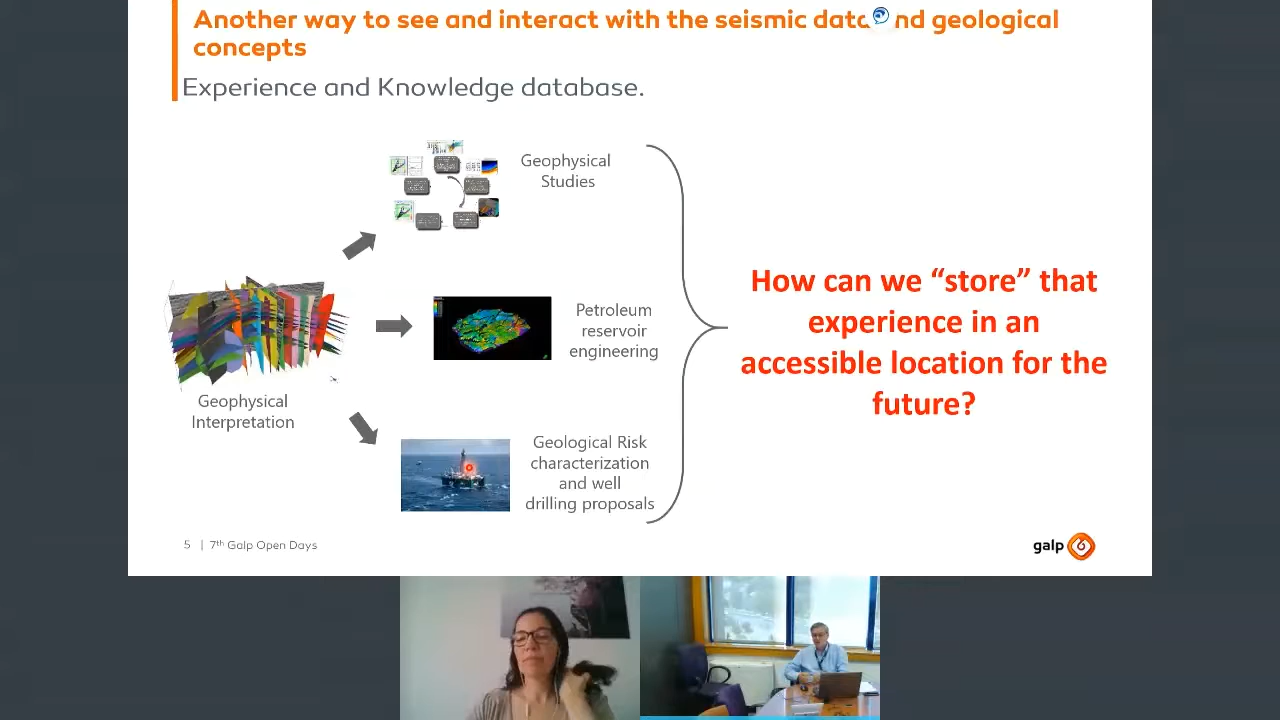 Another way to see and interact with the seismic data and geological
concepts
Experience and Knowledge database.
Geophysical
Studies
Petroleum
reservoir
engineering
Geophysical
Interpretation
Geological Risk
characterization
and well
drilling proposals
How can we “store” that
experience in an
accessible location for the
future?
5 | 7th Galp Open Days
galp